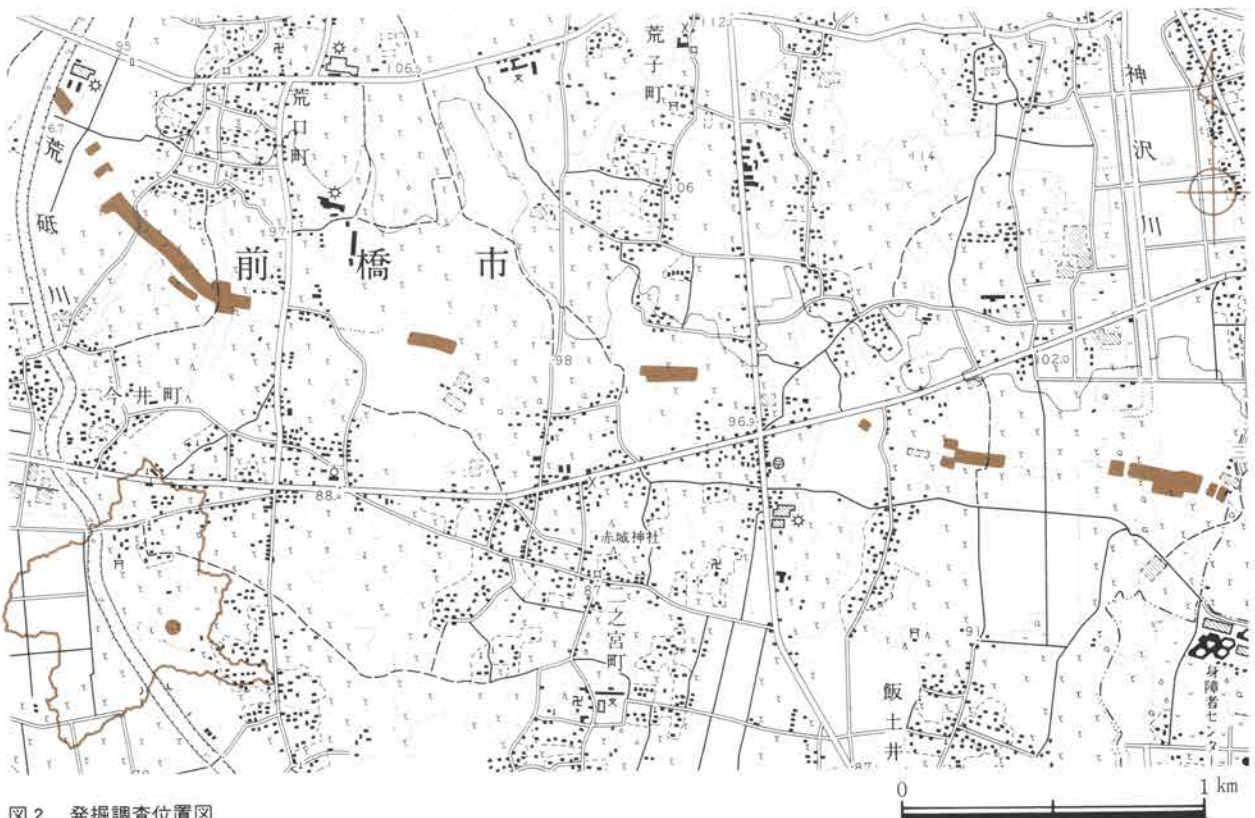 95
112
荒子町
106.5
荒口町
神沢川
67
荒砥川
114
106
97
前橋市
98
102.0
今井町
96.9
88
赤城神社
87
二之宮町
91
飯土井
身障者センター
87
0 1 km
図2 発掘調査位置図